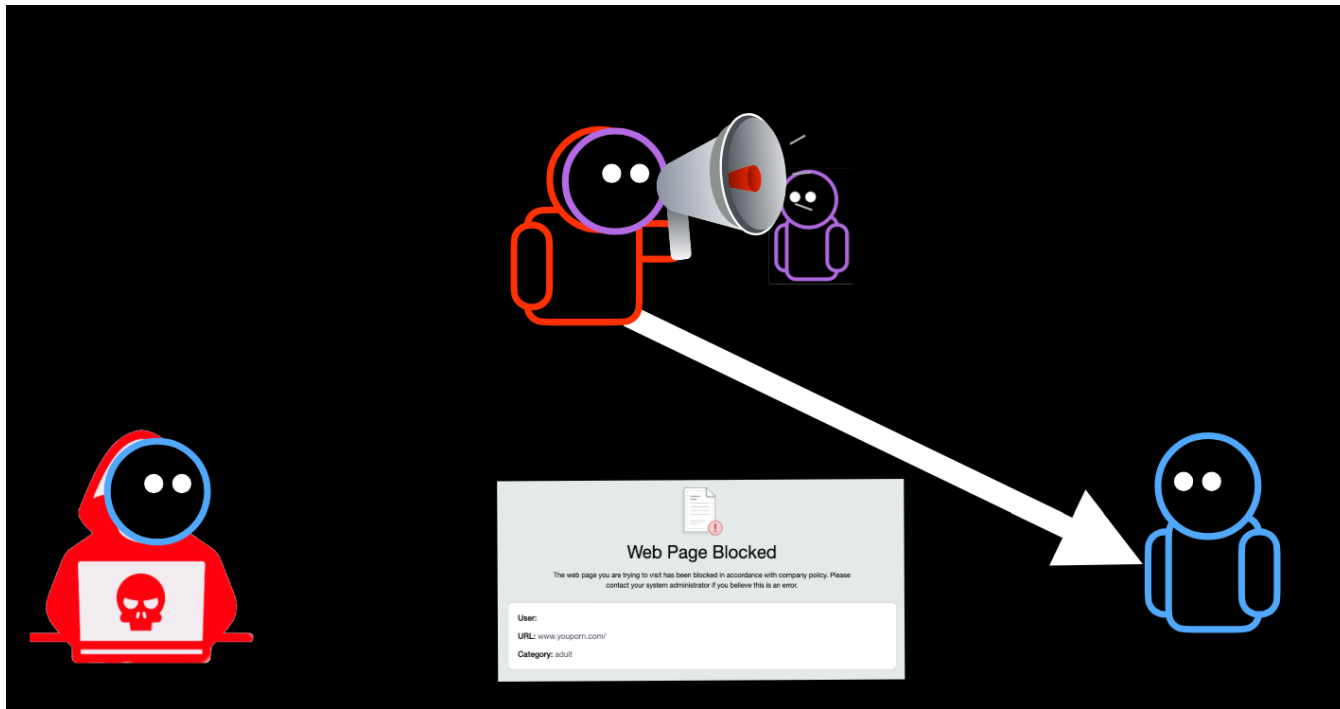 Web Page Blocked
The web page you are trying to visit has been blocked in accordance with company policy. Please
contact your system administrator if you believe this is an error.
User:
URL: www.youporn.com/
Category: adult